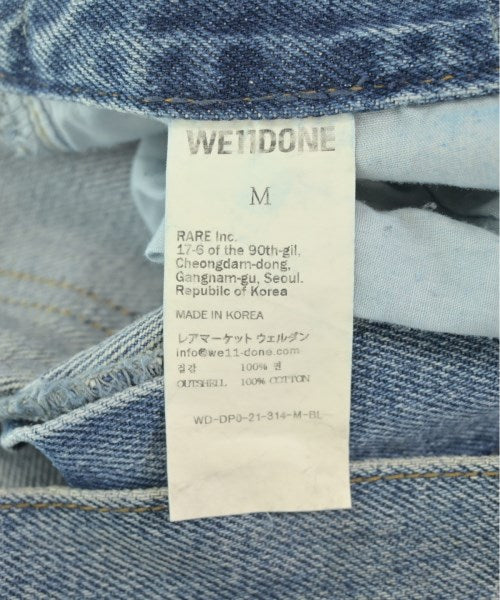 WE11DONE
M
RARE Inc.
17-6 of the 90th-gil,
Cheongdam-dong,
Gangnam-gu, Seoul.
Republic of Korea
MADE IN KOREA
レアマーケット ウェルダン
info@we11-done.com
겉감 100% 면
OUTSHELL 100% COTTON
WD-DP0-21-314-M-BL